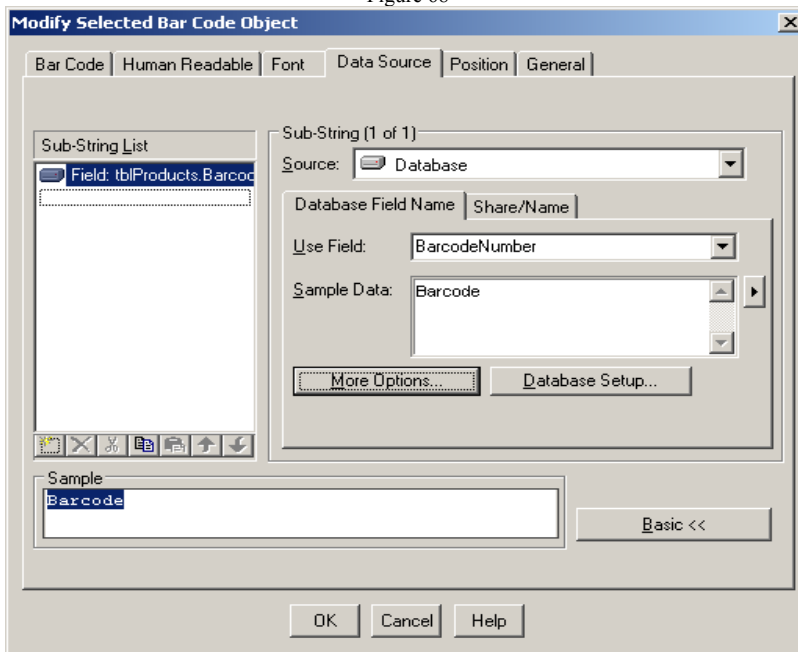 Modify Selected Bar Code Object
Bar Code Human Readable Font Data Source Position General
Sub-String List
Field: tblProducts.Barcod
Sub-String (1 of 1)
Source: Database
Database Field Name Share/Name
Use Field: BarcodeNumber
Sample Data: Barcode
More Options... Database Setup...
Sample
Barcode
Basic <<
OK Cancel Help